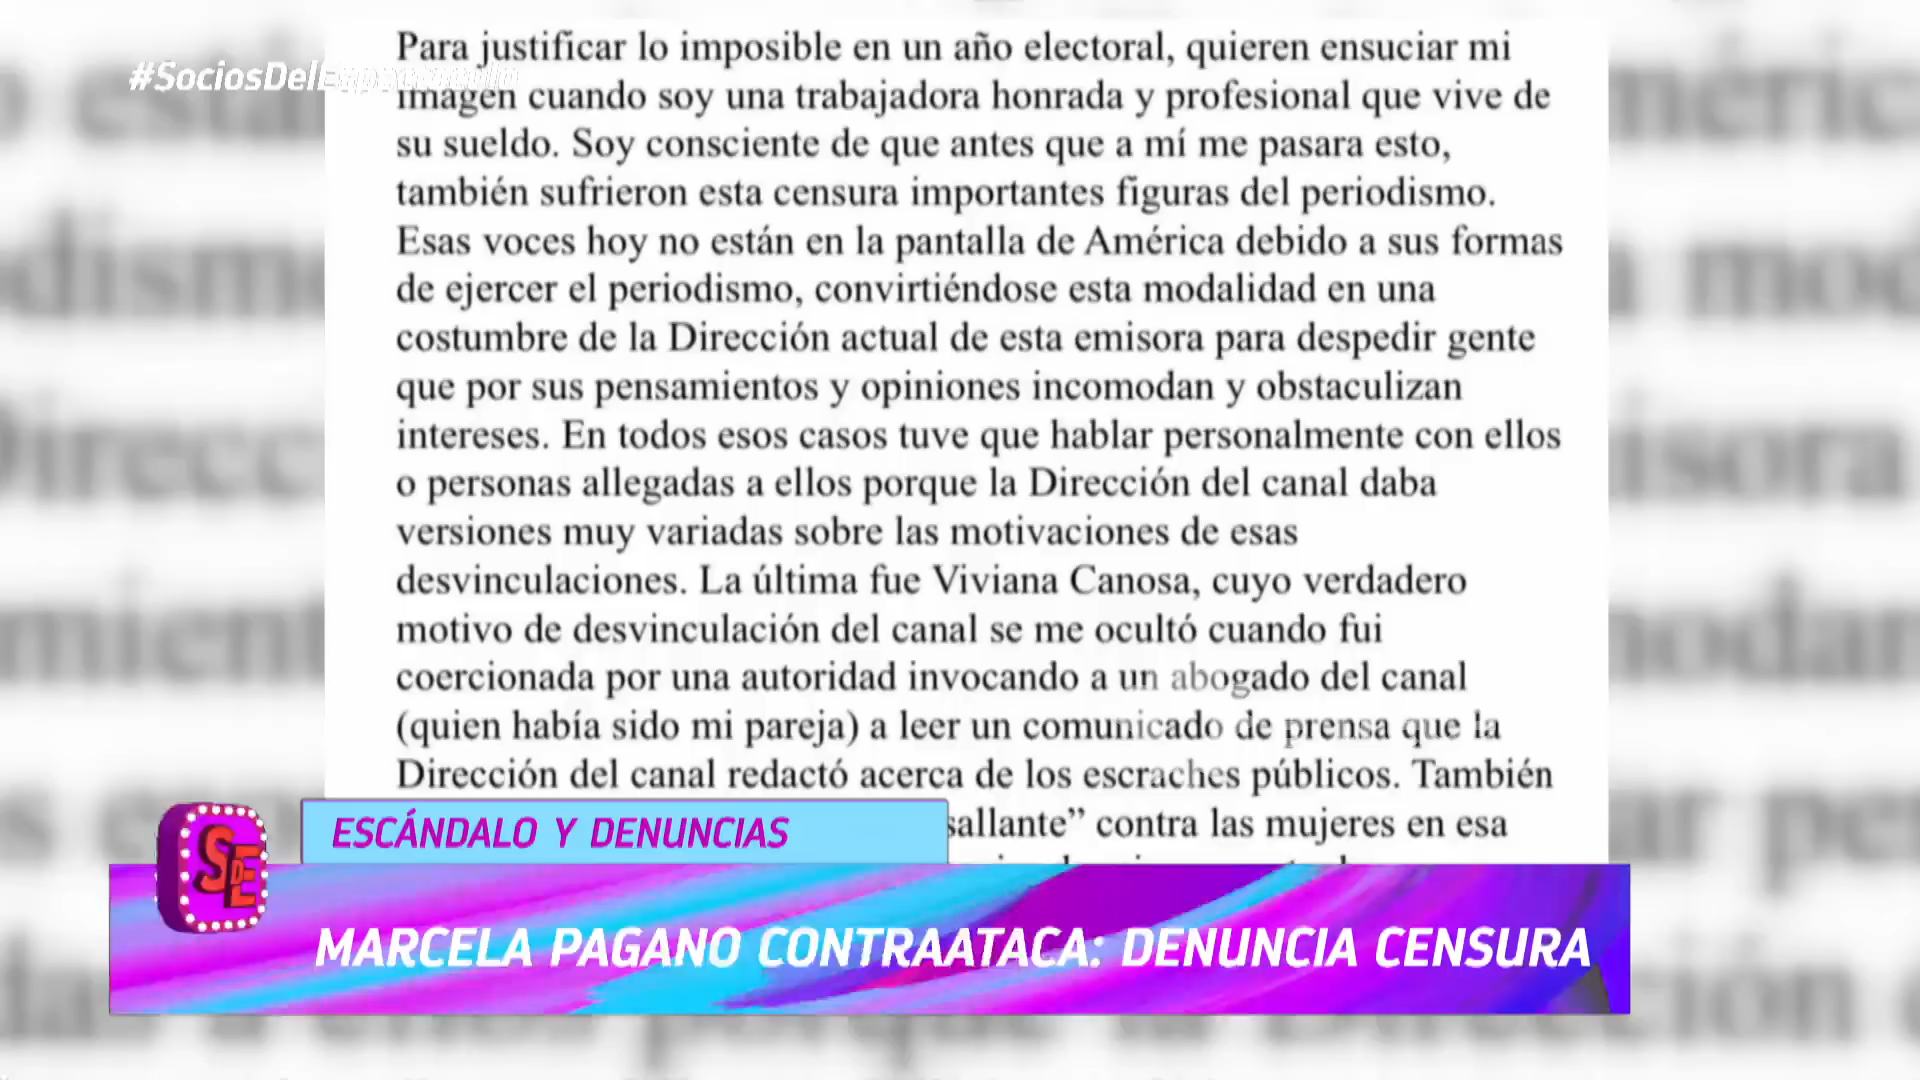 Para justificar lo imposible en un año electoral, quieren ensuciar mi
#SociosDelEspectáculo
imagen cuando soy una trabajadora honrada y profesional que vive de
su sueldo. Soy consciente de que antes que a mí me pasara esto,
también sufrieron esta censura importantes figuras del periodismo.
Esas voces hoy no están en la pantalla de América debido a sus formas
de ejercer el periodismo, convirtiéndose esta modalidad en una
costumbre de la Dirección actual de esta emisora para despedir gente
que por sus pensamientos y opiniones incomodan y obstaculizan
intereses. En todos esos casos tuve que hablar personalmente con ellos
o personas allegadas a ellos porque la Dirección del canal daba
versiones muy variadas sobre las motivaciones de esas
desvinculaciones. La última fue Viviana Canosa, cuyo verdadero
motivo de desvinculación del canal se me ocultó cuando fui
coercionada por una autoridad invocando a un abogado del canal
(quien había sido mi pareja) a leer un comunicado de prensa que la
Dirección del canal redactó acerca de los escraches públicos. También
sallante” contra las mujeres en esa
SDE
ESCÁNDALO Y DENUNCIAS
MARCELA PAGANO CONTRAATACA: DENUNCIA CENSURA